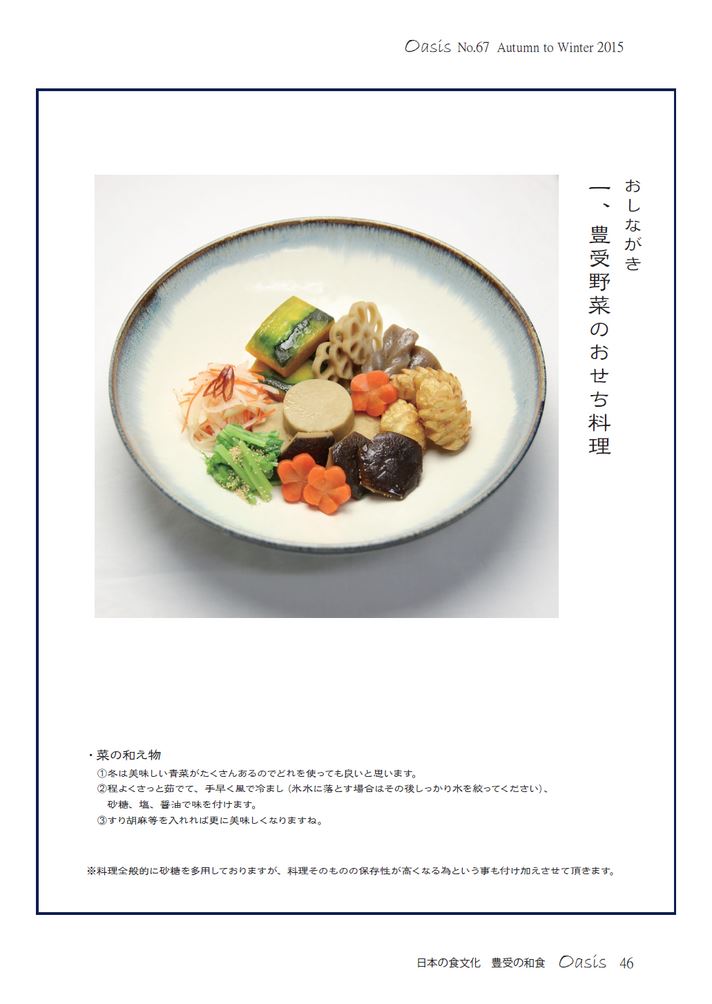 Oasis No.67 Autumn to Winter 2015
おしながき
一、豊受野菜のおせち料理
・菜の和え物
①冬は美味しい青菜がたくさんあるのでどれを使っても良いと思います。
②程よくさっと茹でて、手早く風で冷まし（氷水に落とす場合はその後しっかり水を絞ってください）、
砂糖、塩、醤油で味を付けます。
③すり胡麻等を入れれば更に美味しくなりますね。
※料理全般的に砂糖を多用しておりますが、料理そのものの保存性が高くなる為という事も付け加えさせて頂きます。
日本の食文化 豊受の和食 Oasis 46